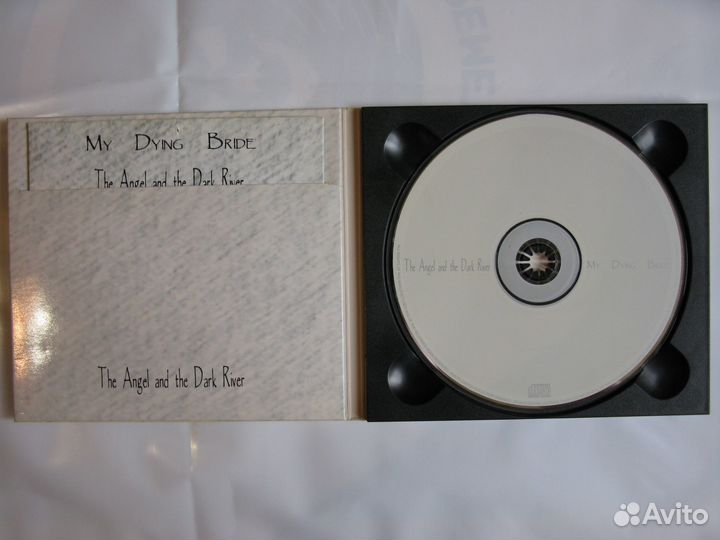 My Dying Bride
The Angel and the Dark River
The Angel and the Dark River
The Angel and the Dark River
My Dying Bride
Avito